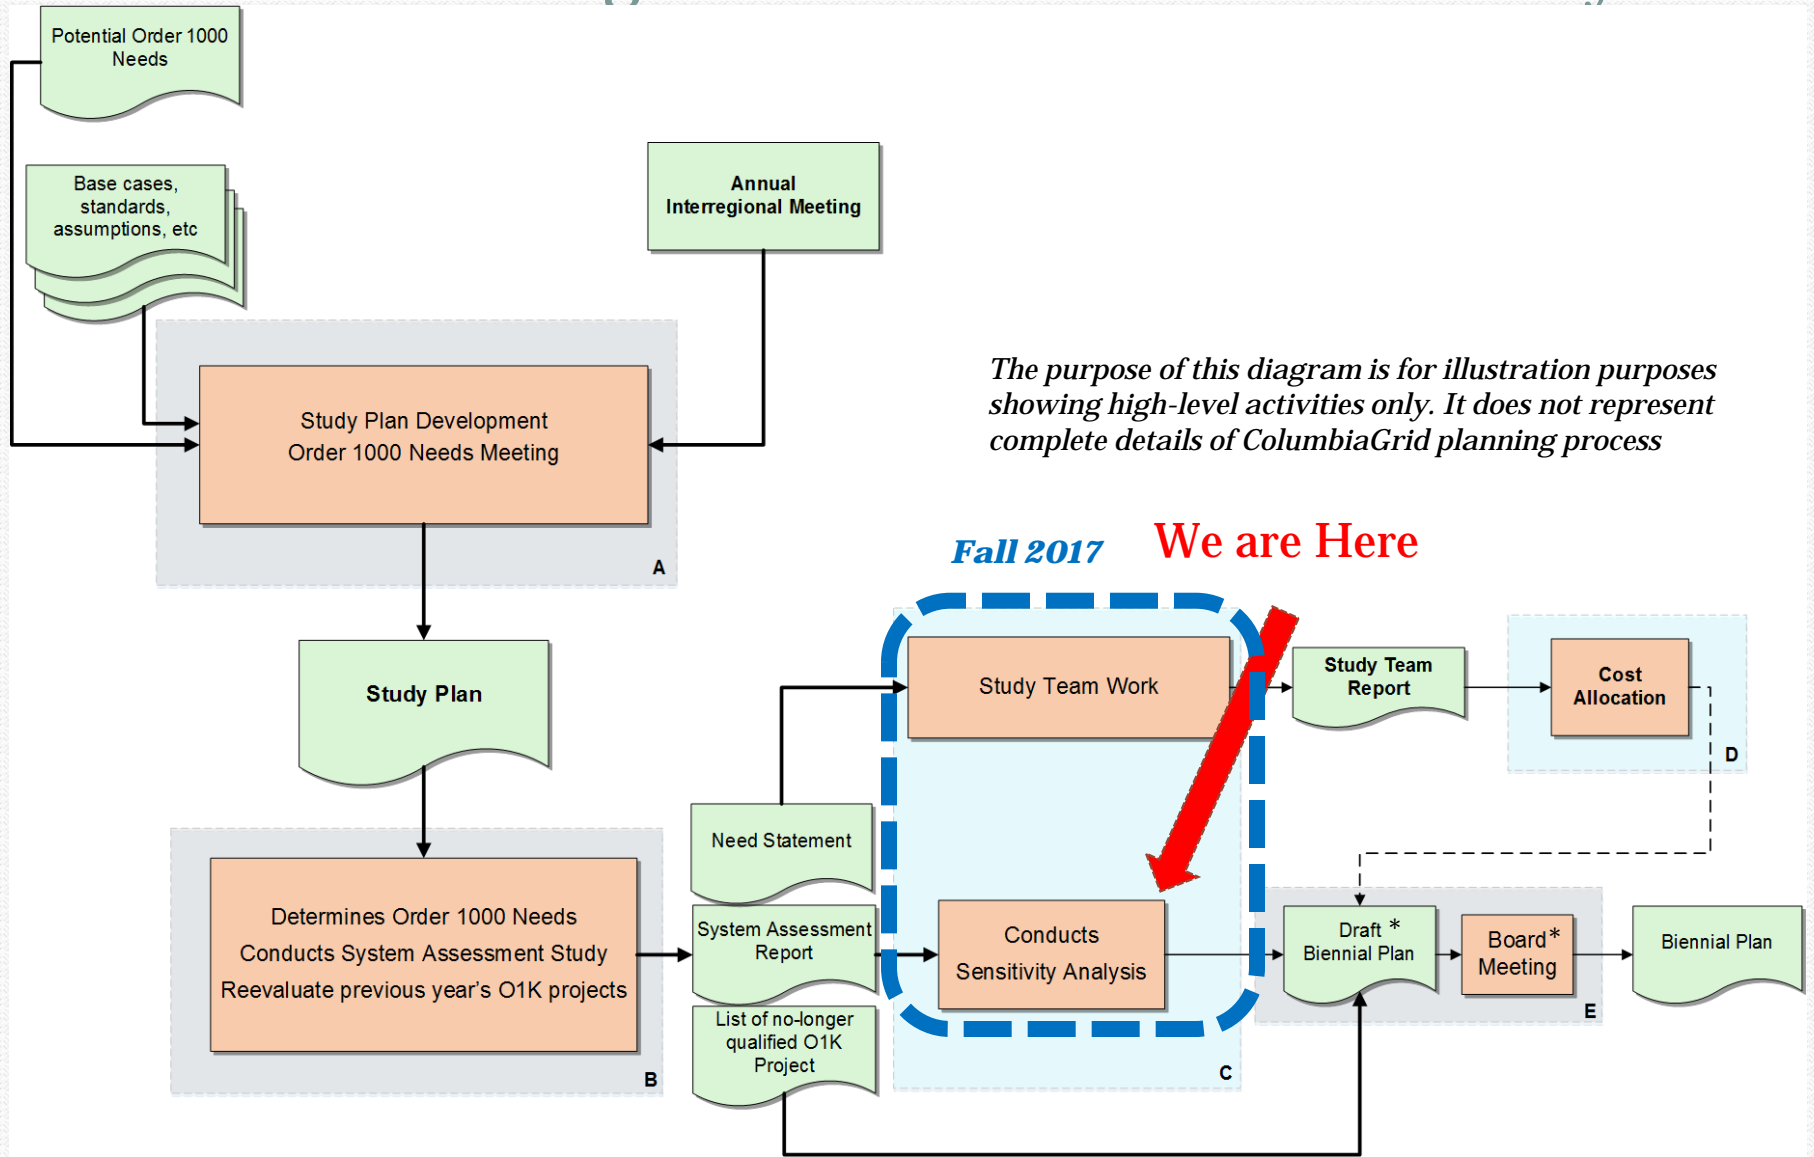 Potential Order 1000
Needs
Base cases,
standards,
assumptions, etc
Annual
Interregional Meeting
Study Plan Development
Order 1000 Needs Meeting
A
The purpose of this diagram is for illustration purposes
showing high-level activities only. It does not represent
complete details of ColumbiaGrid planning process
Fall 2017
We are Here
Study Plan
Study Team Work
Study Team
Report
Cost
Allocation
D
Need Statement
Determines Order 1000 Needs
Conducts System Assessment Study
Reevaluate previous year's O1K projects
B
System Assessment
Report
List of no-longer
qualified O1K
Project
Conducts
Sensitivity Analysis
C
Draft *
Biennial Plan
Board*
Meeting
E
Biennial Plan